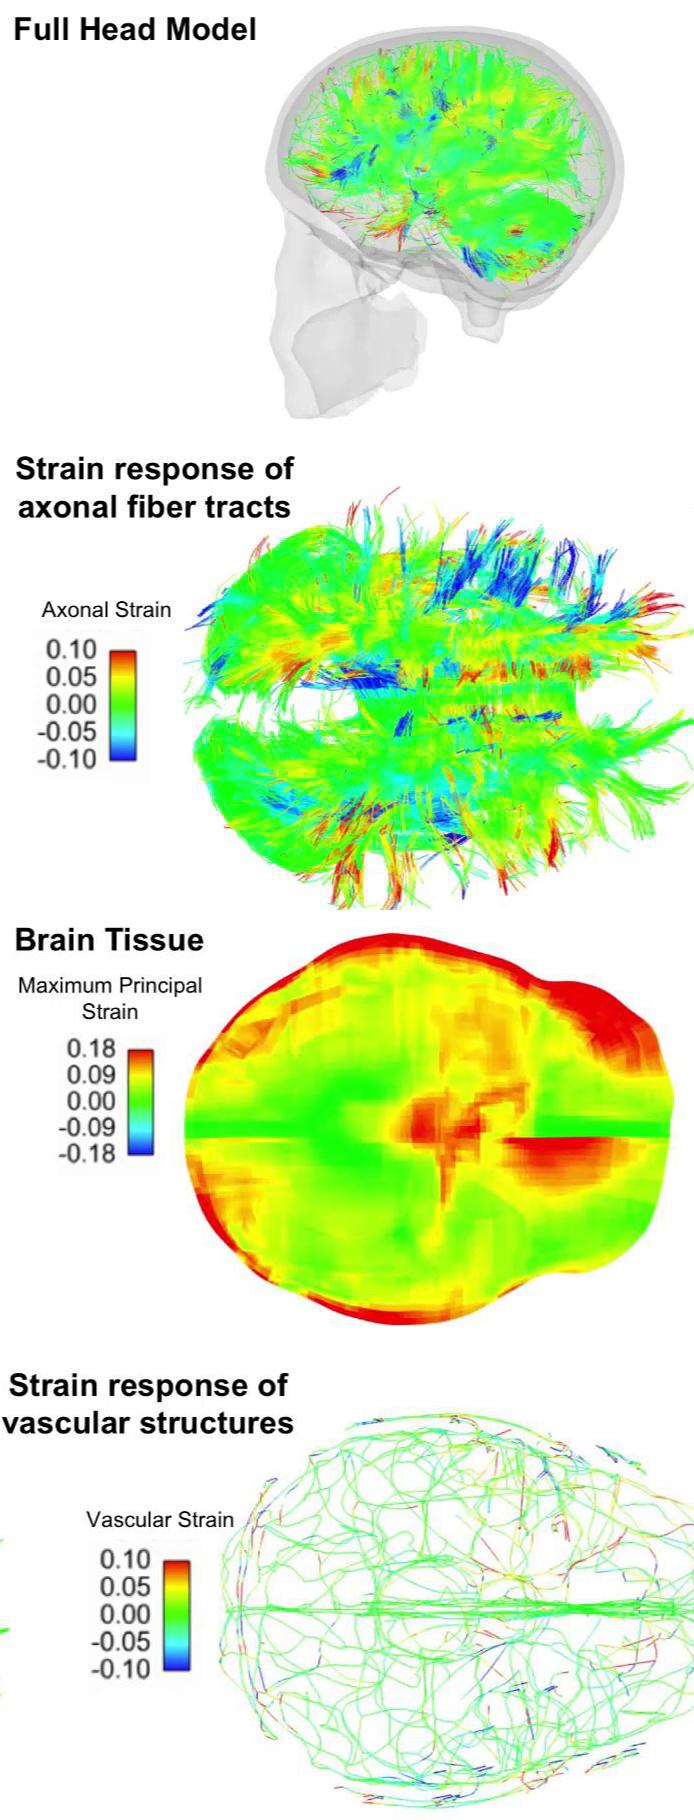 Full Head Model
Strain response of
axonal fiber tracts
Axonal Strain
0.10
0.05
0.00
-0.05
-0.10
Brain Tissue
Maximum Principal
Strain
0.18
0.09
0.00
-0.09
-0.18
Strain response of
vascular structures
Vascular Strain
0.10
0.05
0.00
-0.05
-0.10